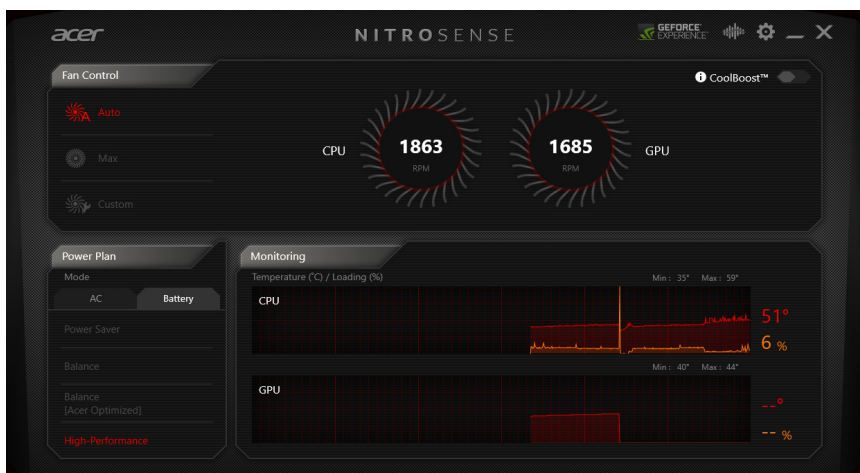 acer
NITROSENSE
GEFORCE
EXPERIENCE
Fan Control
CoolBoost™
Auto
Max
Custom
CPU
1863
RPM
1685
RPM
GPU
Power Plan
Mode
AC
Battery
Power Saver
Balance
Balance
[Acer Optimized]
High-Performance
Monitoring
Temperature (°C) / Loading (%)
Min : 35° Max : 59°
CPU
51°
6 %
Min : 40° Max : 44°
GPU
--°
-- %